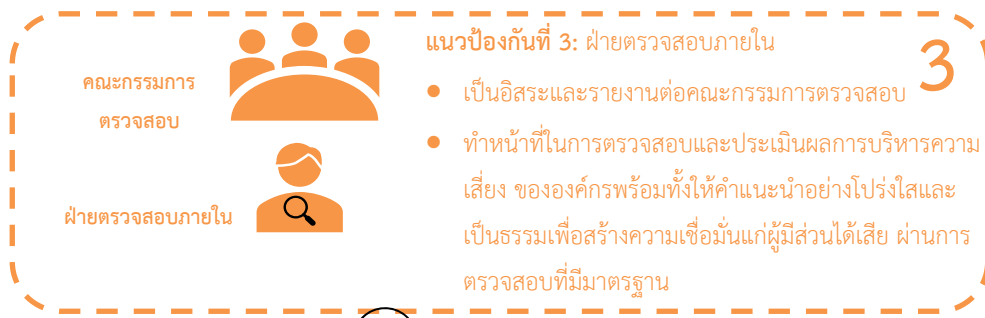 คณะกรรมการ
ตรวจสอบ
ฝ่ายตรวจสอบภายใน
แนวป้องกันที่ 3: ฝ่ายตรวจสอบภายใน
3
● เป็นอิสระและรายงานต่อคณะกรรมการตรวจสอบ
● ทำหน้าที่ในการตรวจสอบและประเมินผลการบริหารความ
เสี่ยง ขององค์กรพร้อมทั้งให้คำแนะนำอย่างโปร่งใสและ
เป็นธรรมเพื่อสร้างความเชื่อมั่นแก่ผู้มีส่วนได้เสีย ผ่านการ
ตรวจสอบที่มีมาตรฐาน